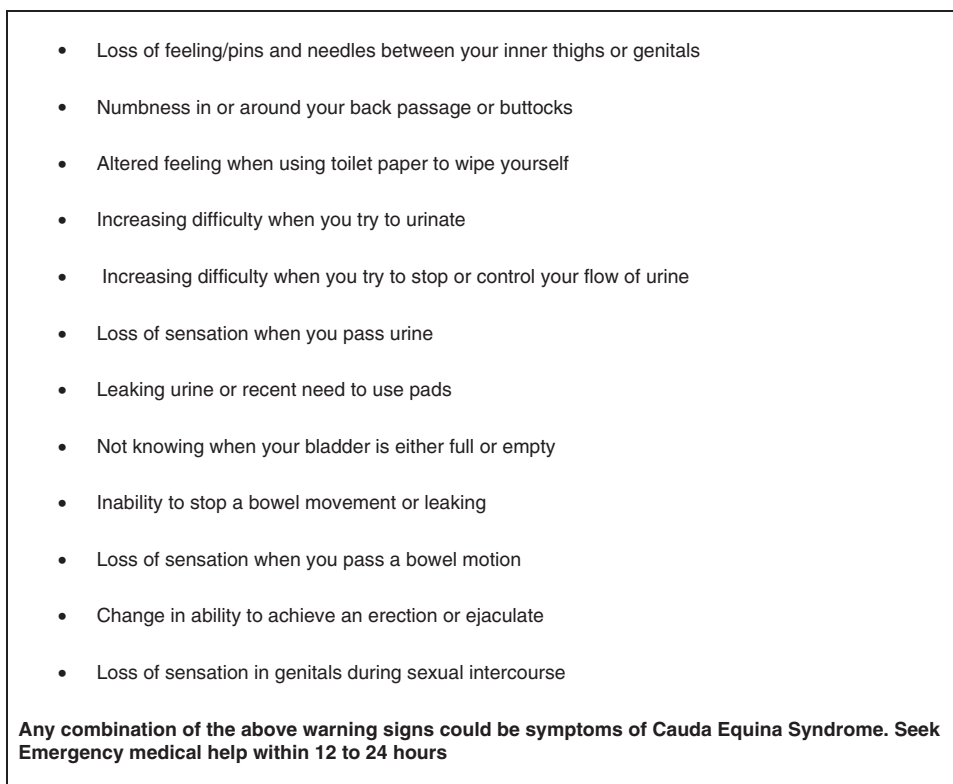 • Loss of feeling/pins and needles between your inner thighs or genitals
• Numbness in or around your back passage or buttocks
• Altered feeling when using toilet paper to wipe yourself
• Increasing difficulty when you try to urinate
• Increasing difficulty when you try to stop or control your flow of urine
• Loss of sensation when you pass urine
• Leaking urine or recent need to use pads
• Not knowing when your bladder is either full or empty
• Inability to stop a bowel movement or leaking
• Loss of sensation when you pass a bowel motion
• Change in ability to achieve an erection or ejaculate
• Loss of sensation in genitals during sexual intercourse
Any combination of the above warning signs could be symptoms of Cauda Equina Syndrome. Seek
Emergency medical help within 12 to 24 hours